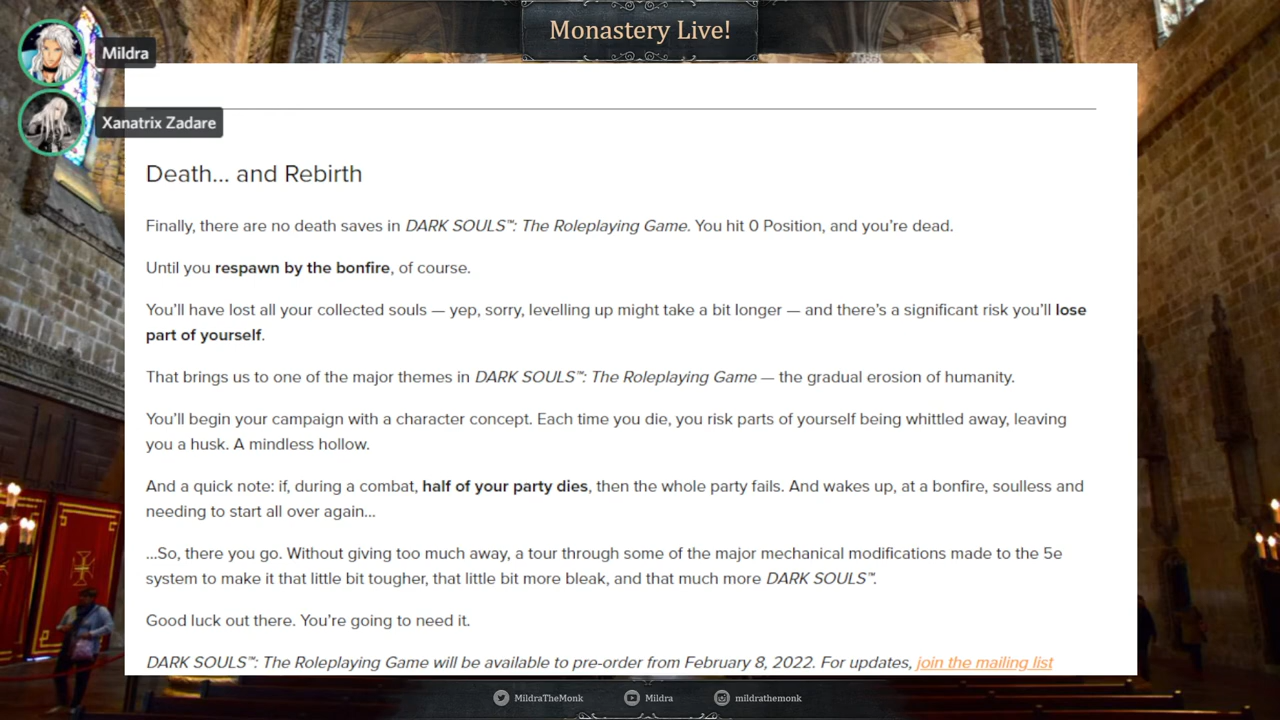 Monastery Live!
Mildra
Xanatrix Zadare
Death... and Rebirth
Finally, there are no death saves in DARK SOULS™: The Roleplaying Game. You hit 0 Position, and you're dead.
Until you respawn by the bonfire, of course.
You'll have lost all your collected souls — yep, sorry, levelling up might take a bit longer — and there's a significant risk you'll lose
part of yourself.
That brings us to one of the major themes in DARK SOULS™: The Roleplaying Game — the gradual erosion of humanity.
You'll begin your campaign with a character concept. Each time you die, you risk parts of yourself being whittled away, leaving
you a husk. A mindless hollow.
And a quick note: if, during a combat, half of your party dies, then the whole party fails. And wakes up, at a bonfire, soulless and
needing to start all over again...
...So, there you go. Without giving too much away, a tour through some of the major mechanical modifications made to the 5e
system to make it that little bit tougher, that little bit more bleak, and that much more DARK SOULS™.
Good luck out there. You're going to need it.
DARK SOULS™: The Roleplaying Game will be available to pre-order from February 8, 2022. For updates, join the mailing list
MildraTheMonk Mildra mildrathemonk